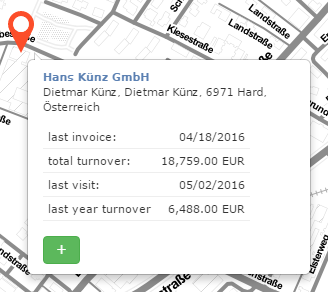 Landstraße
Landstraße
Kiesestraße
Hans Künz GmbH
Dietmar Künz, Dietmar Künz, 6971 Hard,
Österreich
last invoice: 04/18/2016
total turnover: 18,759.00 EUR
last visit: 05/02/2016
last year turnover 6,488.00 EUR
+